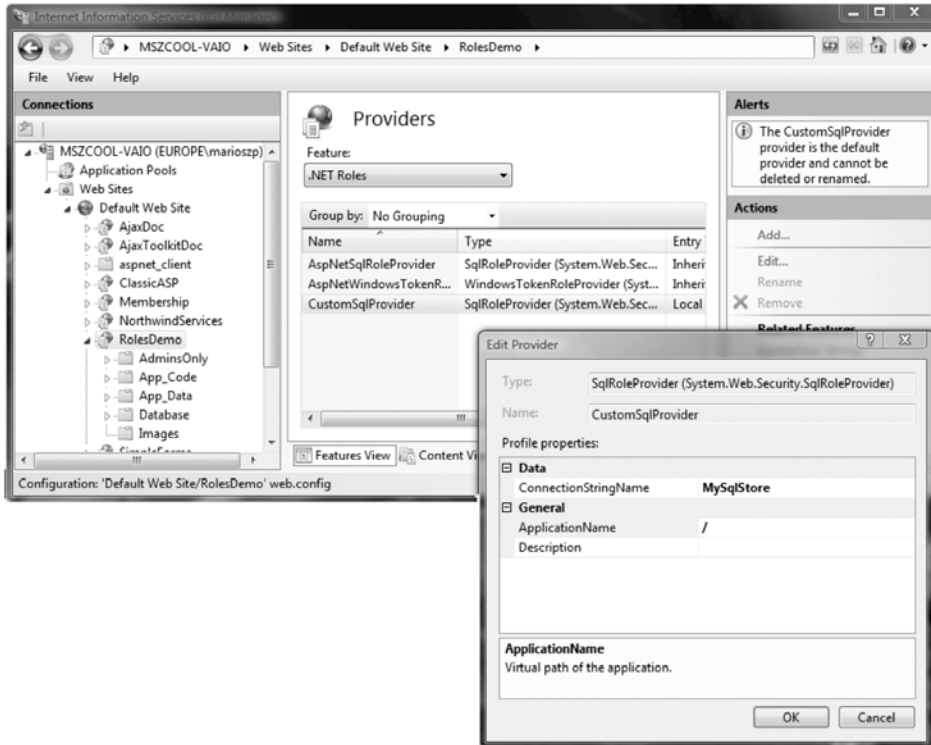 Internet Information Services (IIS) Manager
MSZCOOL-VAIO Web Sites Default Web Site RolesDemo
File View Help
Connections
MSZCOOL-VAIO (EUROPE\marioszp)
Application Pools
Web Sites
Default Web Site
AjaxDoc
AjaxToolkitDoc
aspnet_client
ClassicASP
Membership
NorthwindServices
RolesDemo
AdminsOnly
App_Code
App_Data
Database
Images
Providers
Feature:
.NET Roles
Group by: No Grouping
Name Type Entry
AspNetSqlRoleProvider SqlRoleProvider (System.Web.Sec... Inheri
AspNetWindowsTokenR... WindowsTokenRoleProvider (Syst... Inheri
CustomSqlProvider SqlRoleProvider (System.Web.Sec... Local
Features View Content Vi
Alerts
The CustomSqlProvider
provider is the default
provider and cannot be
deleted or renamed.
Actions
Add...
Edit...
Rename
Remove
Related Features
Configuration: 'Default Web Site/RolesDemo' web.config
Edit Provider
Type: SqlRoleProvider (System.Web.Security.SqlRoleProvider)
Name: CustomSqlProvider
Profile properties:
Data
ConnectionStringName MySqlStore
General
ApplicationName /
Description
ApplicationName
Virtual path of the application.
OK Cancel